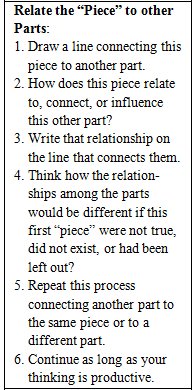 Relate the “Piece” to other
Parts:
1. Draw a line connecting this
piece to another part.
2. How does this piece relate
to, connect, or influence
this other part?
3. Write that relationship on
the line that connects them.
4. Think how the relation-
ships among the parts
would be different if this
first “piece” were not true,
did not exist, or had been
left out?
5. Repeat this process
connecting another part to
the same piece or to a
different part.
6. Continue as long as your
thinking is productive.